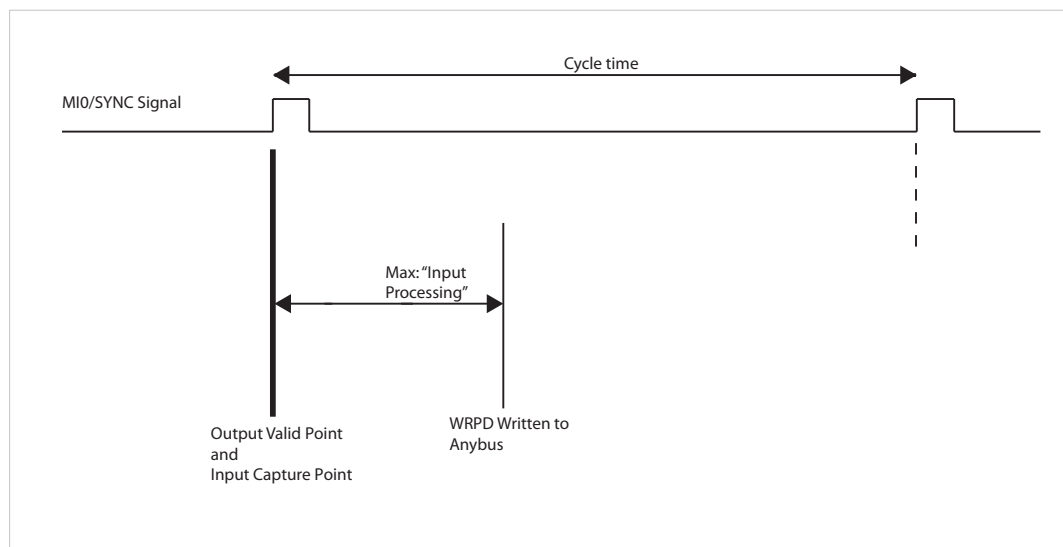 Cycle time
MI0/SYNC Signal
Max: “Input
Processing”
WRPD Written to
Anybus
Output Valid Point
and
Input Capture Point